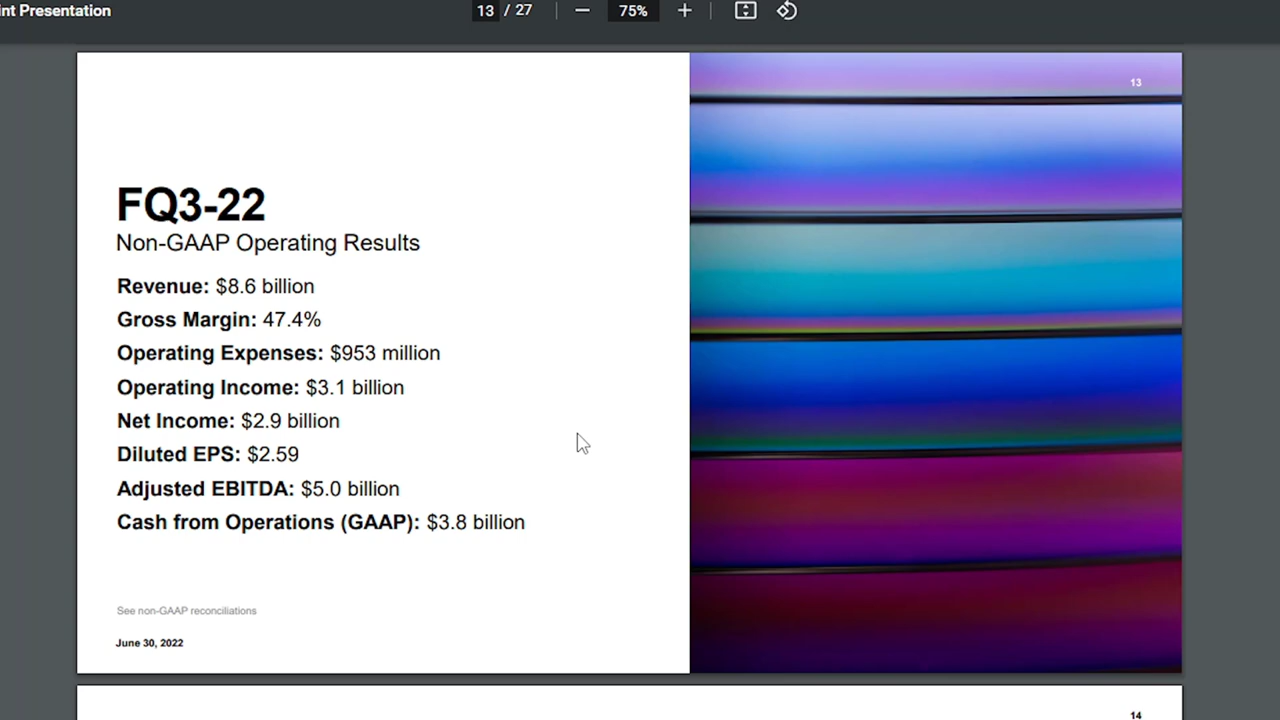 nt Presentation
13 / 27
75%
13
FQ3-22
Non-GAAP Operating Results
Revenue: $8.6 billion
Gross Margin: 47.4%
Operating Expenses: $953 million
Operating Income: $3.1 billion
Net Income: $2.9 billion
Diluted EPS: $2.59
Adjusted EBITDA: $5.0 billion
Cash from Operations (GAAP): $3.8 billion
See non-GAAP reconciliations
June 30, 2022
14